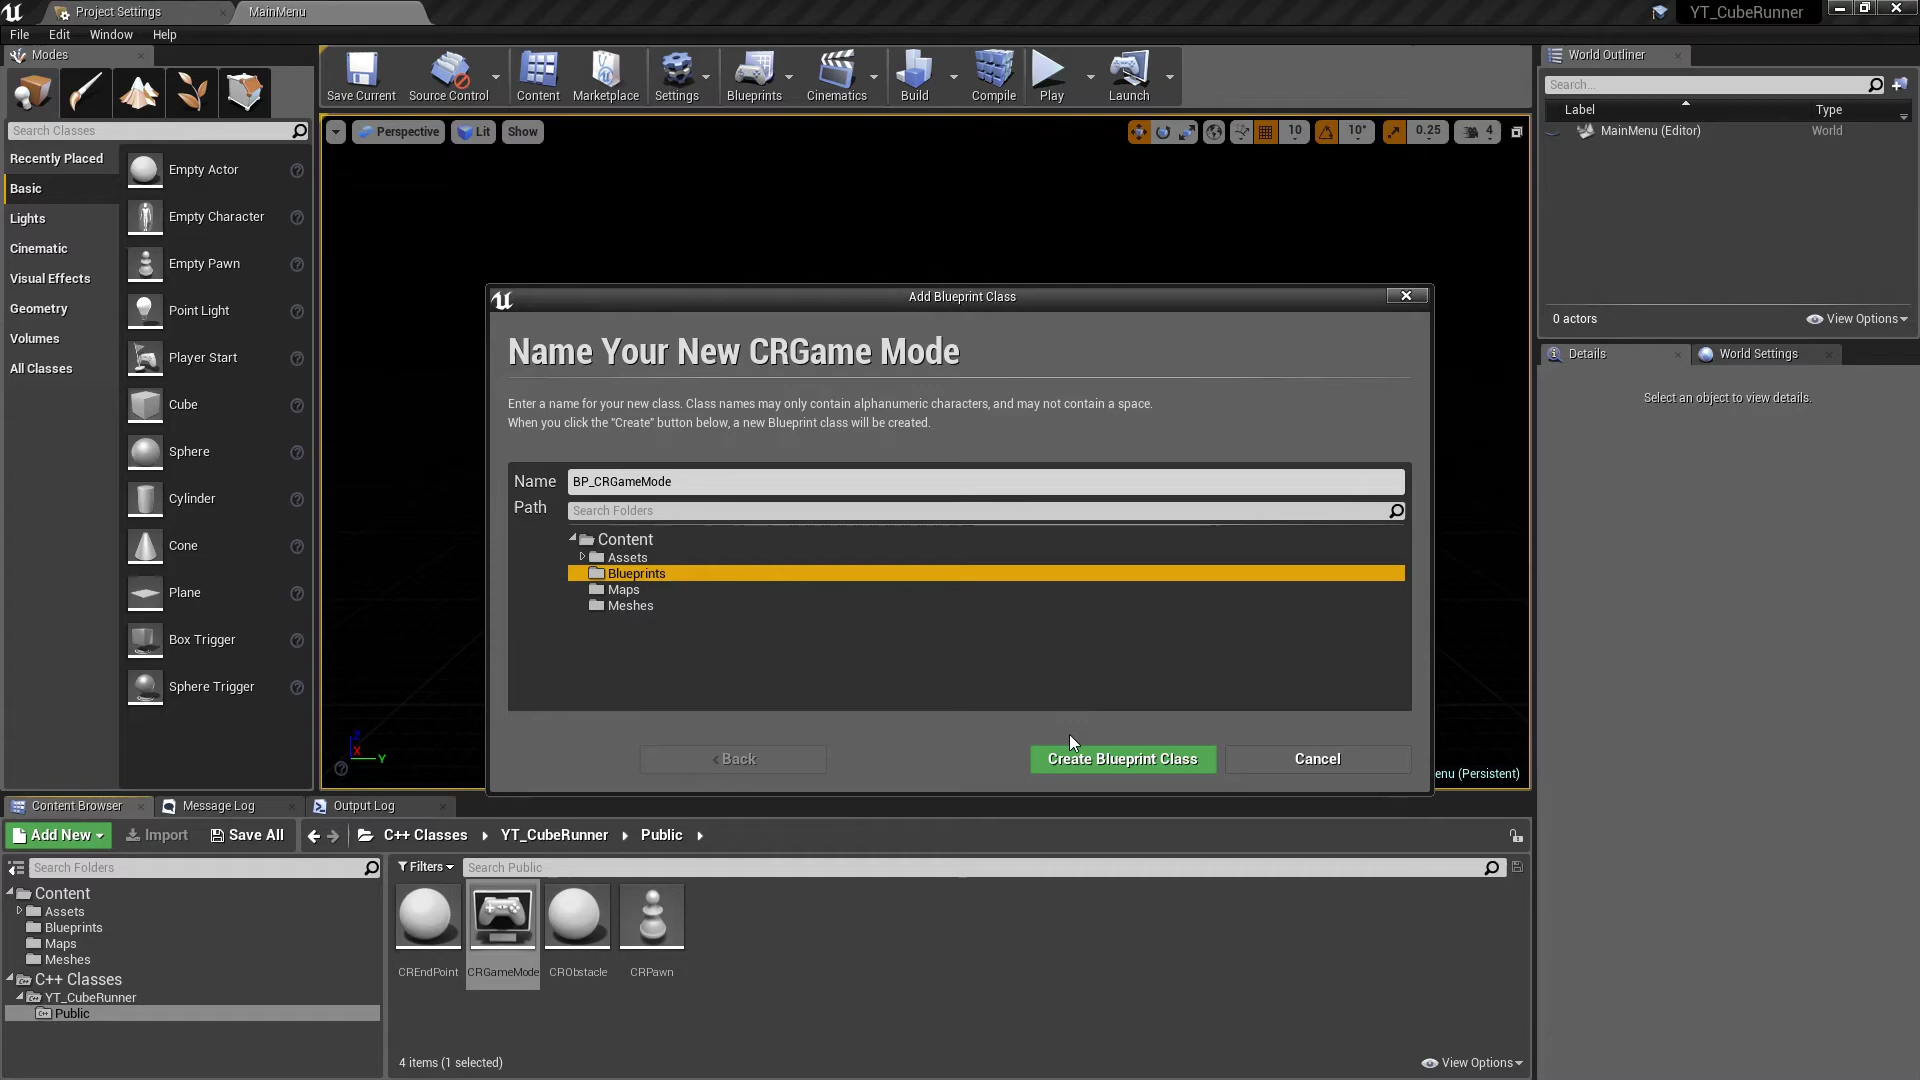 Project Settings
MainMenu
YT_CubeRunner
File Edit Window Help
Modes
Search Classes
Recently Placed
Basic
Lights
Cinematic
Visual Effects
Geometry
Volumes
All Classes
Empty Actor
Empty Character
Empty Pawn
Point Light
Player Start
Cube
Sphere
Cylinder
Cone
Plane
Box Trigger
Sphere Trigger
Save Current
Source Control
Content
Marketplace
Settings
Blueprints
Cinematics
Build
Compile
Play
Launch
Perspective
Lit
Show
10
10°
0.25
4
X
Y
Z
enu (Persistent)
Add Blueprint Class
Name Your New CRGame Mode
Enter a name for your new class. Class names may only contain alphanumeric characters, and may not contain a space.
When you click the "Create" button below, a new Blueprint class will be created.
Name
BP_CRGameMode
Path
Search Folders
Content
Assets
Blueprints
Maps
Meshes
‹ Back
Create Blueprint Class
Cancel
World Outliner
Search...
Label
Type
MainMenu (Editor)
World
0 actors
View Options
Details
World Settings
Select an object to view details.
Content Browser
Message Log
Output Log
Add New
Import
Save All
C++ Classes
YT_CubeRunner
Public
Search Folders
Filters
Search Public
Content
Assets
Blueprints
Maps
Meshes
C++ Classes
YT_CubeRunner
Public
CREndPoint
CRGameMode
CRObstacle
CRPawn
4 items (1 selected)
View Options